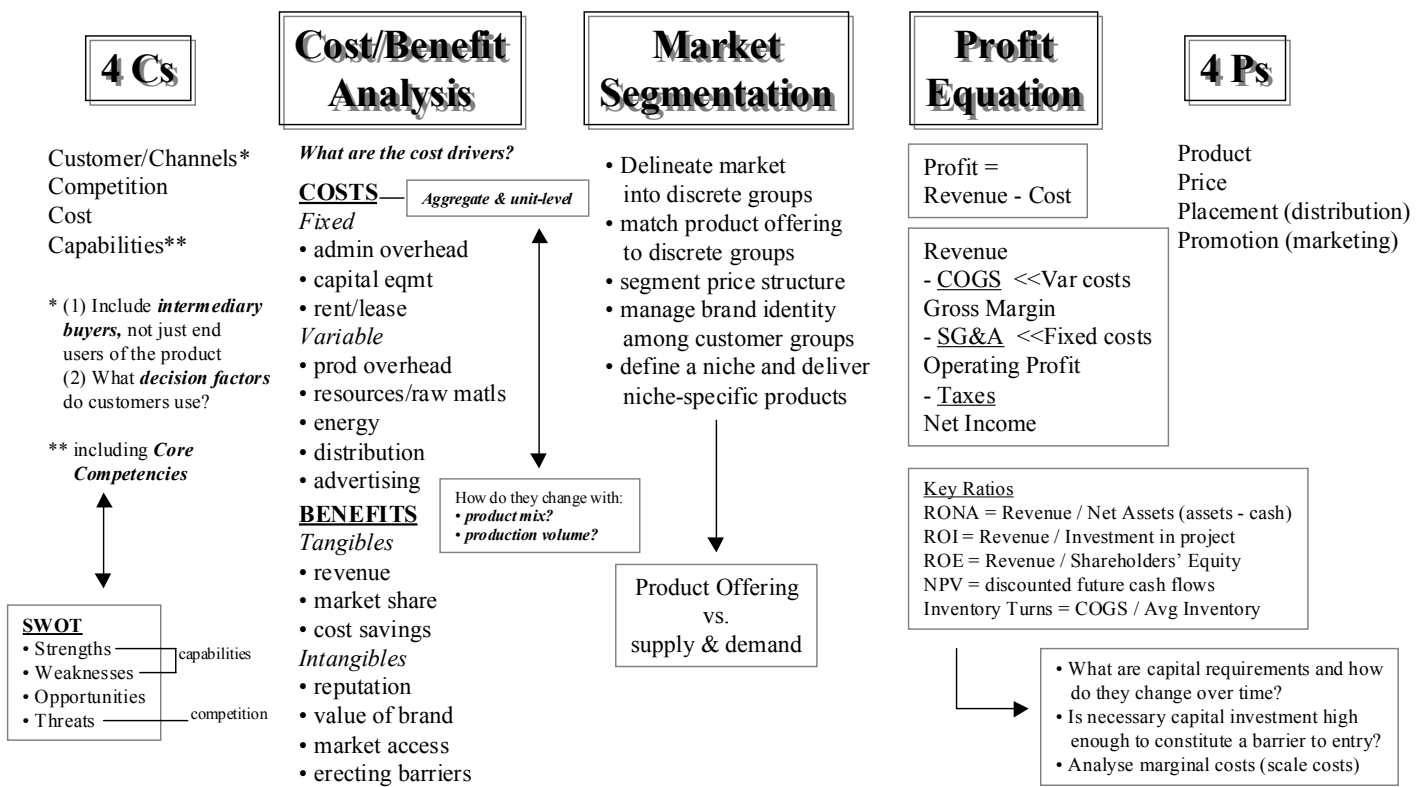 4 Cs
Customer/Channels*
Competition
Cost
Capabilities**
* (1) Include intermediary
buyers, not just end
users of the product
(2) What decision factors
do customers use?
** including Core
Competencies
SWOT
• Strengths
• Weaknesses
• Opportunities
• Threats
capabilities
competition
Cost/Benefit
Analysis
What are the cost drivers?
COSTS
Aggregate & unit-level
Fixed
• admin overhead
• capital eqmt
• rent/lease
Variable
• prod overhead
• resources/raw matls
• energy
• distribution
• advertising
How do they change with:
• product mix?
• production volume?
BENEFITS
Tangibles
• revenue
• market share
• cost savings
Intangibles
• reputation
• value of brand
• market access
• erecting barriers
Market
Segmentation
• Delineate market
into discrete groups
• match product offering
to discrete groups
• segment price structure
• manage brand identity
among customer groups
• define a niche and deliver
niche-specific products
Product Offering
vs.
supply & demand
Profit
Equation
Profit =
Revenue - Cost
Revenue
- COGS <<Var costs
Gross Margin
- SG&A <<Fixed costs
Operating Profit
- Taxes
Net Income
Key Ratios
RONA = Revenue / Net Assets (assets - cash)
ROI = Revenue / Investment in project
ROE = Revenue / Shareholders' Equity
NPV = discounted future cash flows
Inventory Turns = COGS / Avg Inventory
• What are capital requirements and how
do they change over time?
• Is necessary capital investment high
enough to constitute a barrier to entry?
• Analyse marginal costs (scale costs)
4 Ps
Product
Price
Placement (distribution)
Promotion (marketing)